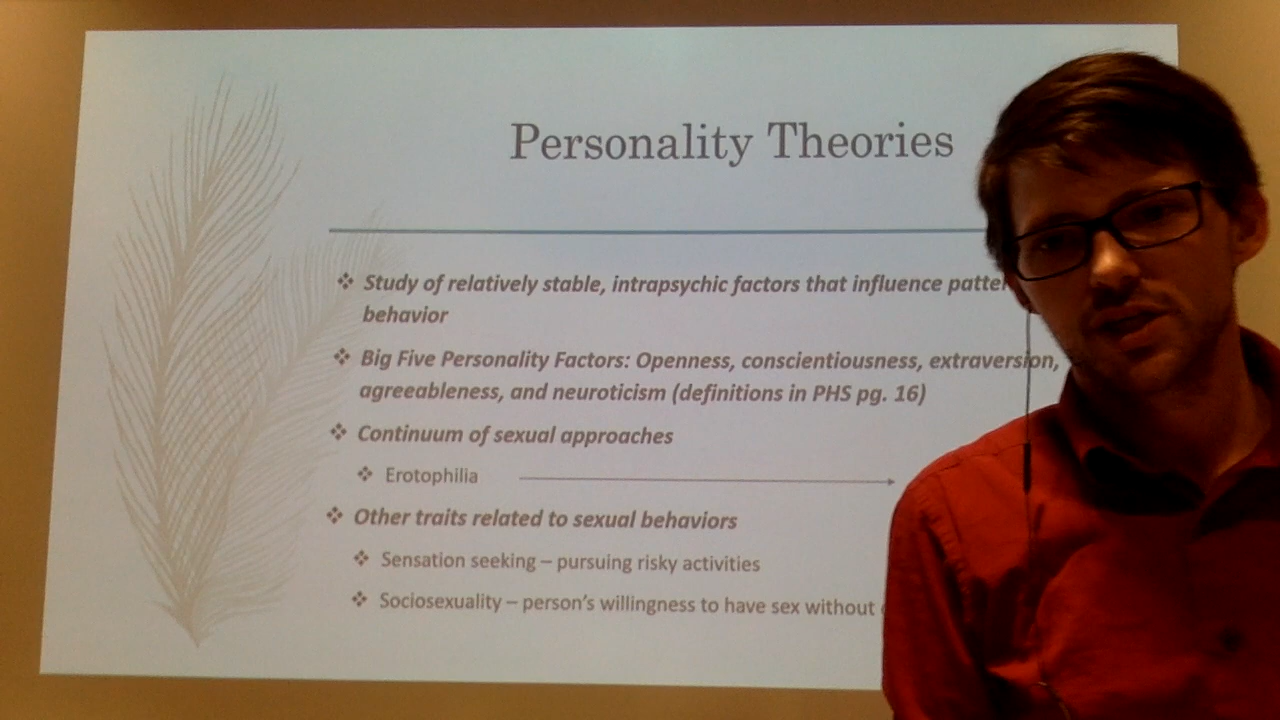 Personality Theories
❖ Study of relatively stable, intrapsychic factors that influence
behavior
❖ Big Five Personality Factors: Openness, conscientiousness, extraversion,
agreeableness, and neuroticism (definitions in PHS pg. 16)
❖ Continuum of sexual approaches
❖ Erotophilia
❖ Other traits related to sexual behaviors
❖ Sensation seeking – pursuing risky activities
❖ Sociosexuality – person's willingness to have sex without